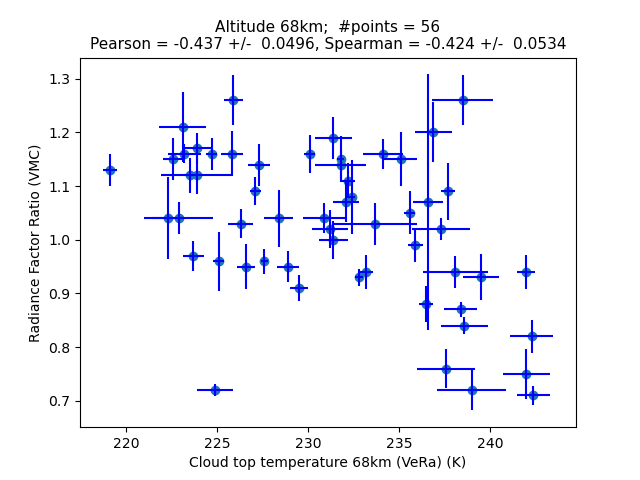 Altitude 68km;  #points = 56
Pearson = -0.437 +/-  0.0496, Spearman = -0.424 +/-  0.0534
1.3
1.2
1.1
1.0
0.9
0.8
0.7
Radiance Factor Ratio (VMC)
220 225 230 235 240
Cloud top temperature 68km (VeRa) (K)